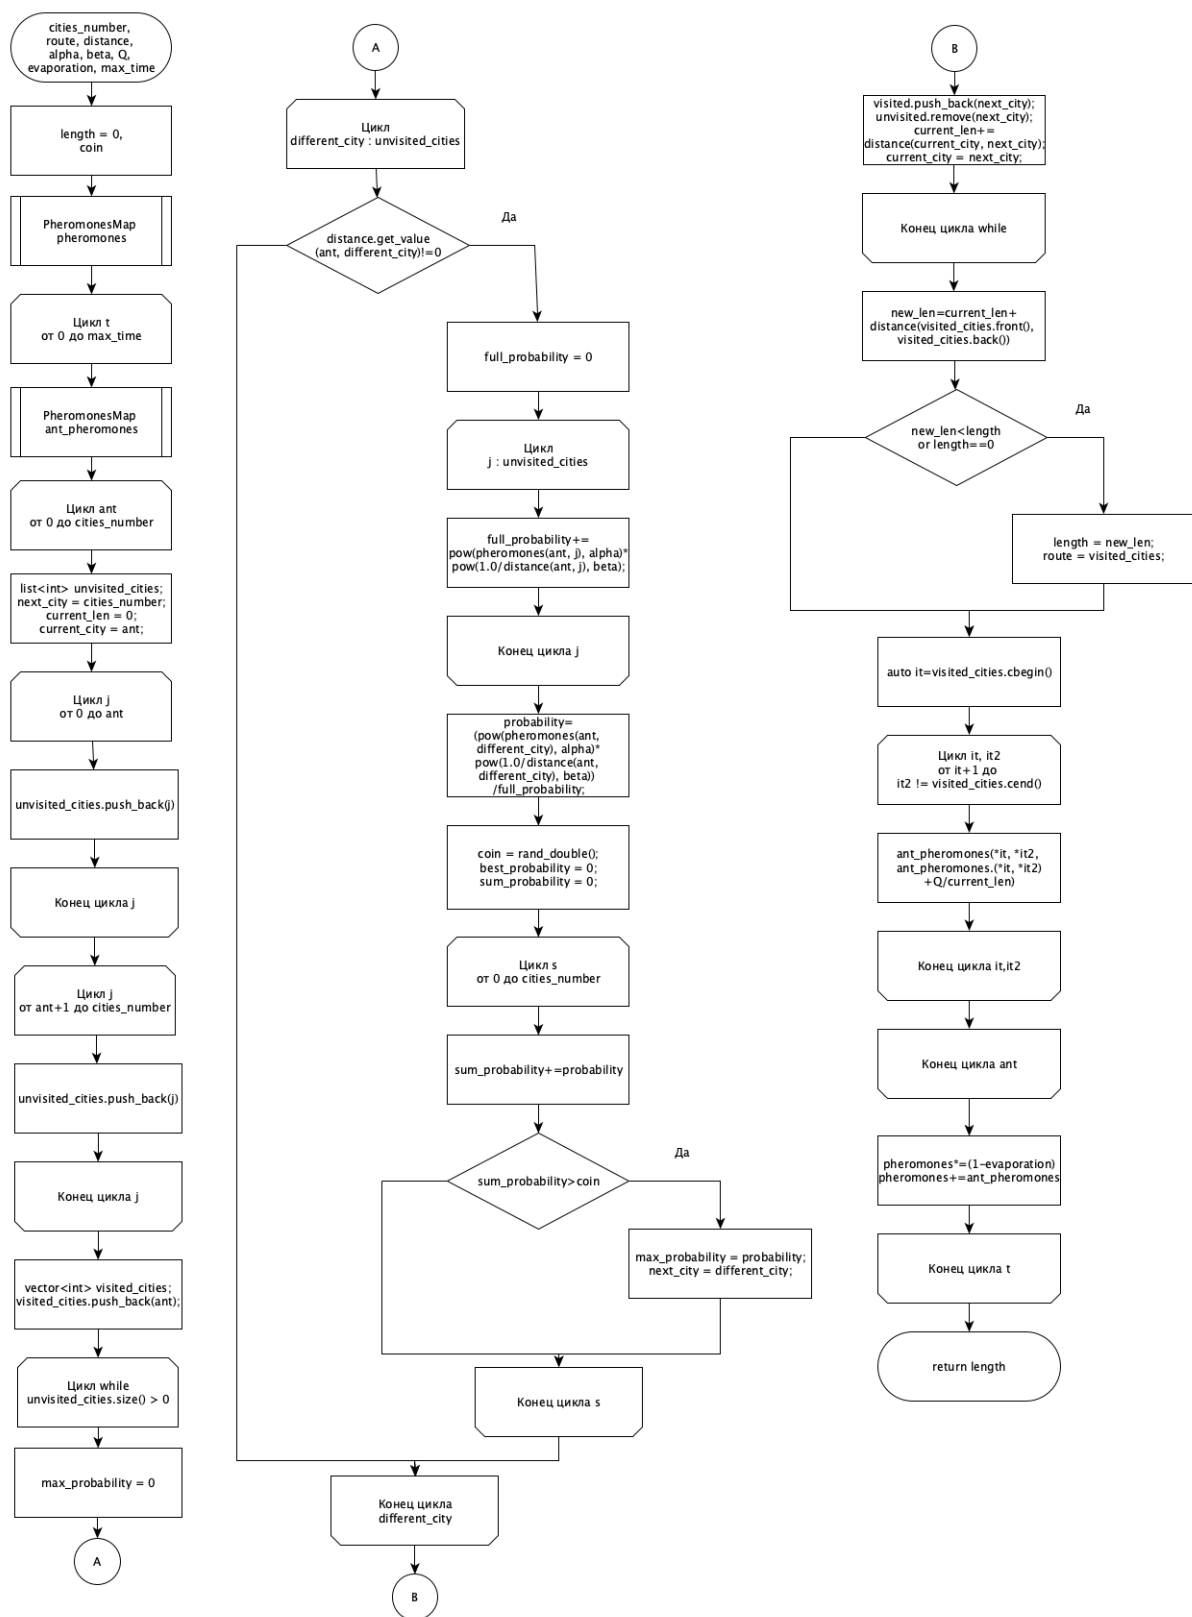 cities_number,
route, distance,
alpha, beta, Q,
evaporation, max_time
length = 0,
coin
PheromonesMap
pheromones
Цикл t
от 0 до max_time
PheromonesMap
ant_pheromones
Цикл ant
от 0 до cities_number
list<int> unvisited_cities;
next_city = cities_number;
current_len = 0;
current_city = ant;
Цикл j
от 0 до ant
unvisited_cities.push_back(j)
Конец цикла j
Цикл j
от ant+1 до cities_number
unvisited_cities.push_back(j)
Конец цикла j
vector<int> visited_cities;
visited_cities.push_back(ant);
Цикл while
unvisited_cities.size() > 0
max_probability = 0
A
A
Цикл
different_city : unvisited_cities
distance.get_value
(ant, different_city)!=0
Да
full_probability = 0
Цикл
j : unvisited_cities
full_probability+=
pow(pheromones(ant, j), alpha)*
pow(1.0/distance(ant, j), beta);
Конец цикла j
probability=
(pow(pheromones(ant,
different_city), alpha)*
pow(1.0/distance(ant,
different_city), beta))
/full_probability;
coin = rand_double();
best_probability = 0;
sum_probability = 0;
Цикл s
от 0 до cities_number
sum_probability+=probability
sum_probability>coin
Да
max_probability = probability;
next_city = different_city;
Конец цикла s
Конец цикла
different_city
B
B
visited.push_back(next_city);
unvisited.remove(next_city);
current_len+=
distance(current_city, next_city);
current_city = next_city;
Конец цикла while
new_len=current_len+
distance(visited_cities.front(),
visited_cities.back())
new_len<length
or length==0
Да
length = new_len;
route = visited_cities;
auto it=visited_cities.cbegin()
Цикл it, it2
от it+1 до
it2 != visited_cities.cend()
ant_pheromones(*it, *it2,
ant_pheromones.(*it, *it2)
+Q/current_len)
Конец цикла it,it2
Конец цикла ant
pheromones*=(1-evaporation)
pheromones+=ant_pheromones
Конец цикла t
return length